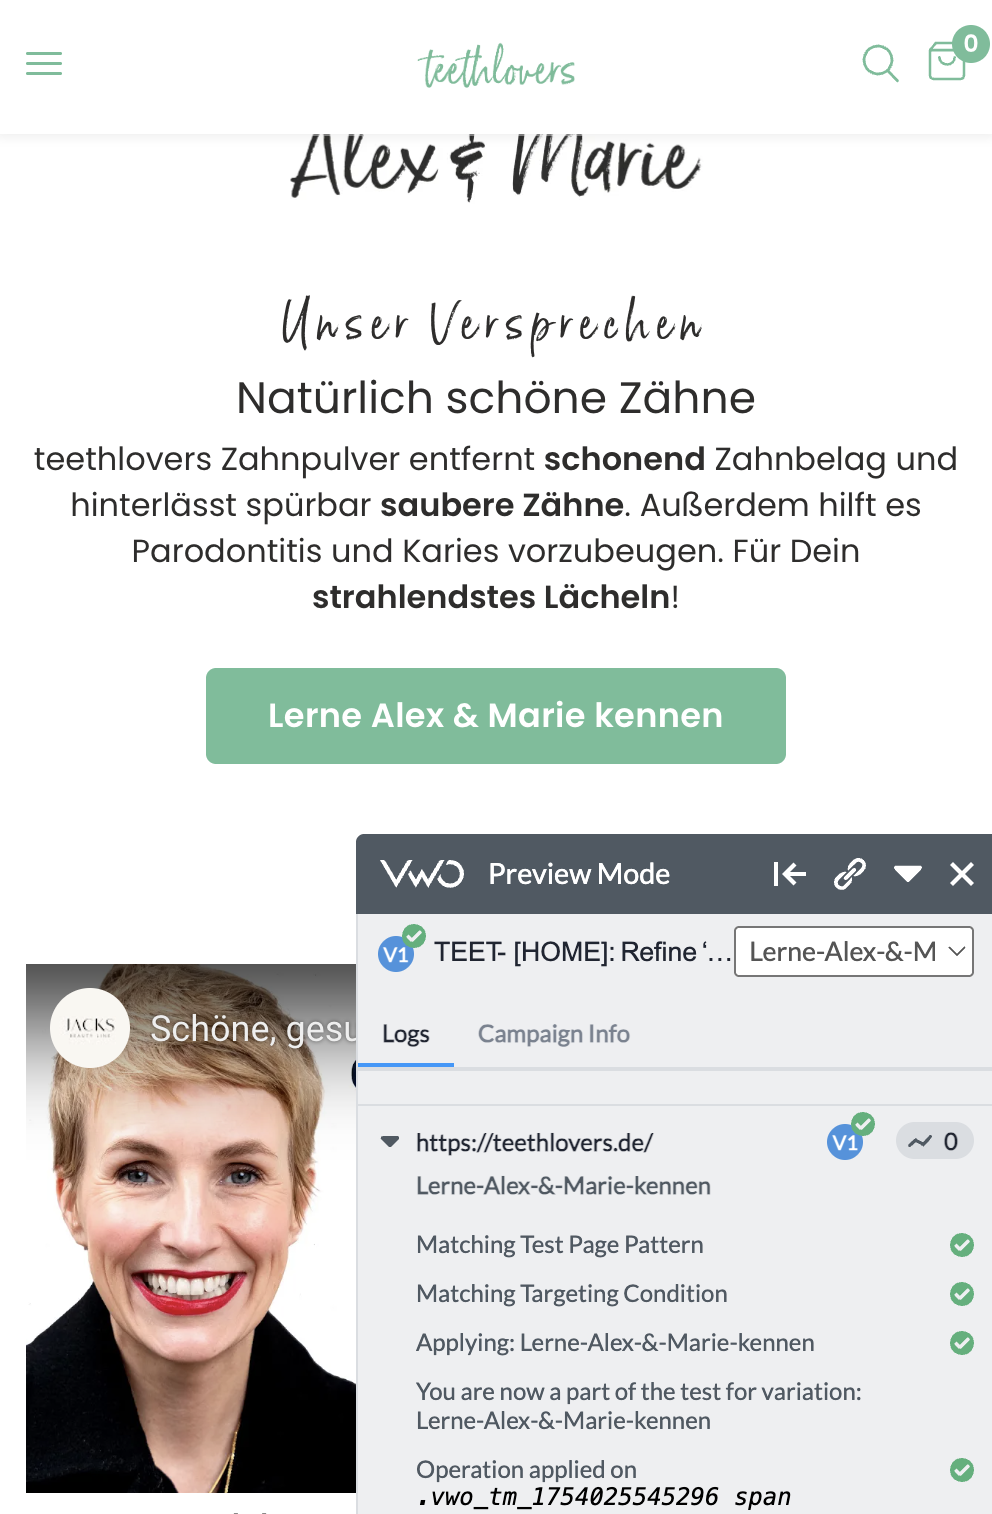 teethlovers
0
Alex & Marie
Unser Versprechen
Natürlich schöne Zähne
teethlovers Zahnpulver entfernt schonend Zahnbelag und
hinterlässt spürbar saubere Zähne. Außerdem hilft es
Parodontitis und Karies vorzubeugen. Für Dein
strahlendstes Lächeln!
Lerne Alex & Marie kennen
VWO Preview Mode
V1 TEET- [HOME]: Refine ‘... Lerne-Alex-&-M
Logs Campaign Info
JACKS
BEAUTY LINE
Schöne, gesu
https://teethlovers.de/ V1 0
Lerne-Alex-&-Marie-kennen
Matching Test Page Pattern
Matching Targeting Condition
Applying: Lerne-Alex-&-Marie-kennen
You are now a part of the test for variation:
Lerne-Alex-&-Marie-kennen
Operation applied on
.vwo_tm_1754025545296 span